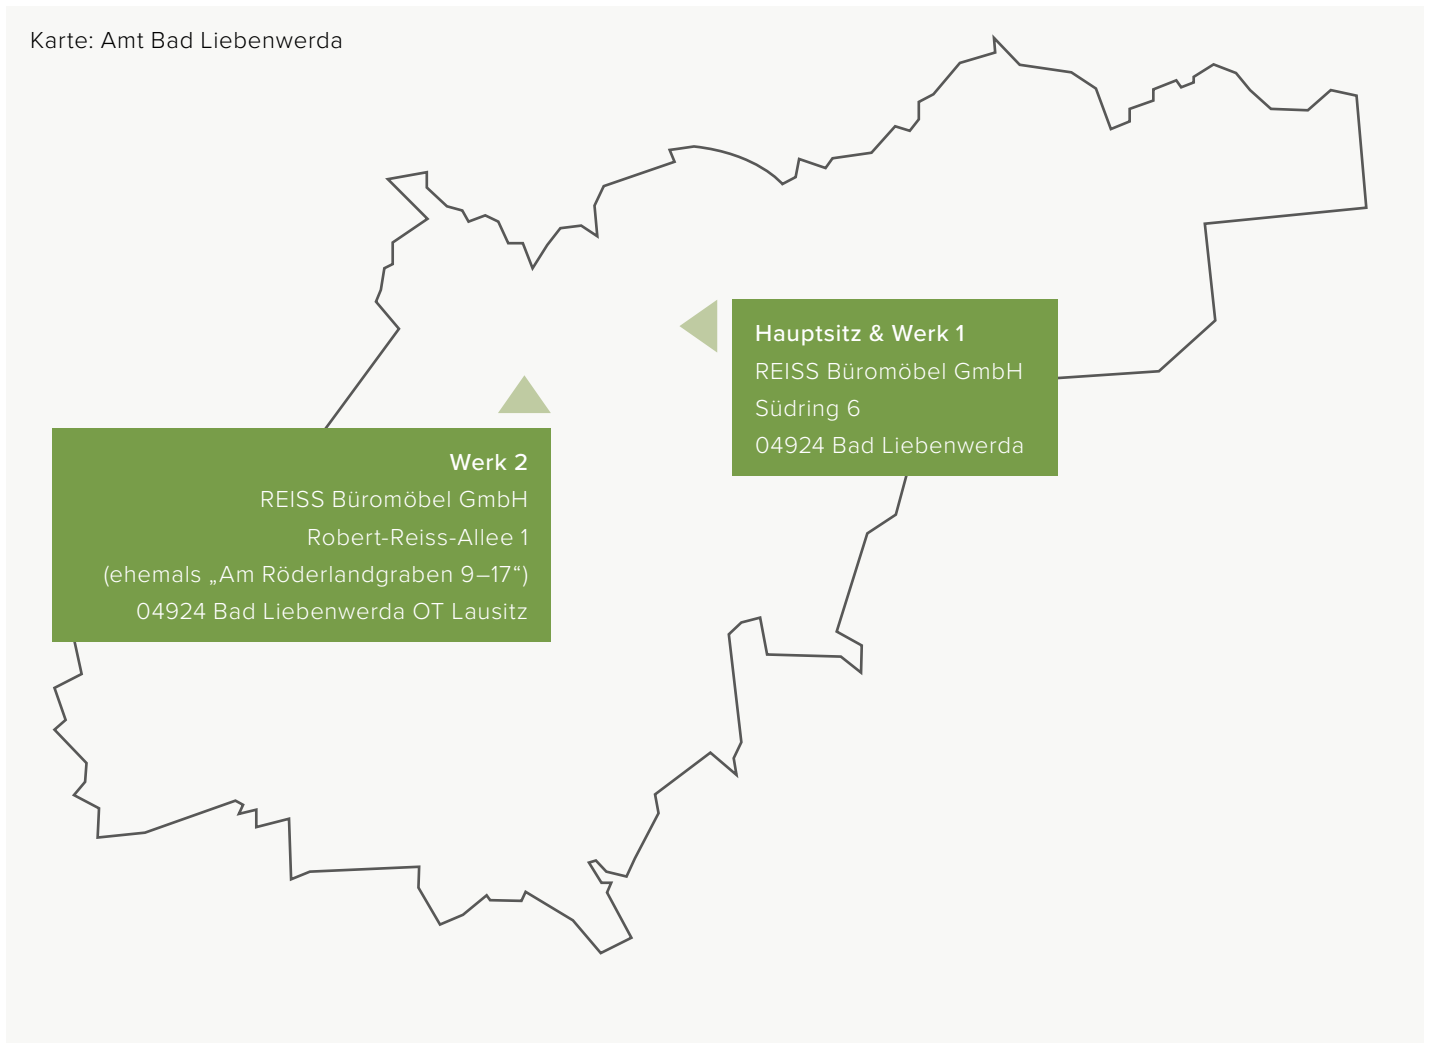 Karte: Amt Bad Liebenwerda
Hauptsitz & Werk 1
REISS Büromöbel GmbH
Südring 6
04924 Bad Liebenwerda
Werk 2
REISS Büromöbel GmbH
Robert-Reiss-Allee 1
(ehemals „Am Röderlandgraben 9–17“)
04924 Bad Liebenwerda OT Lausitz